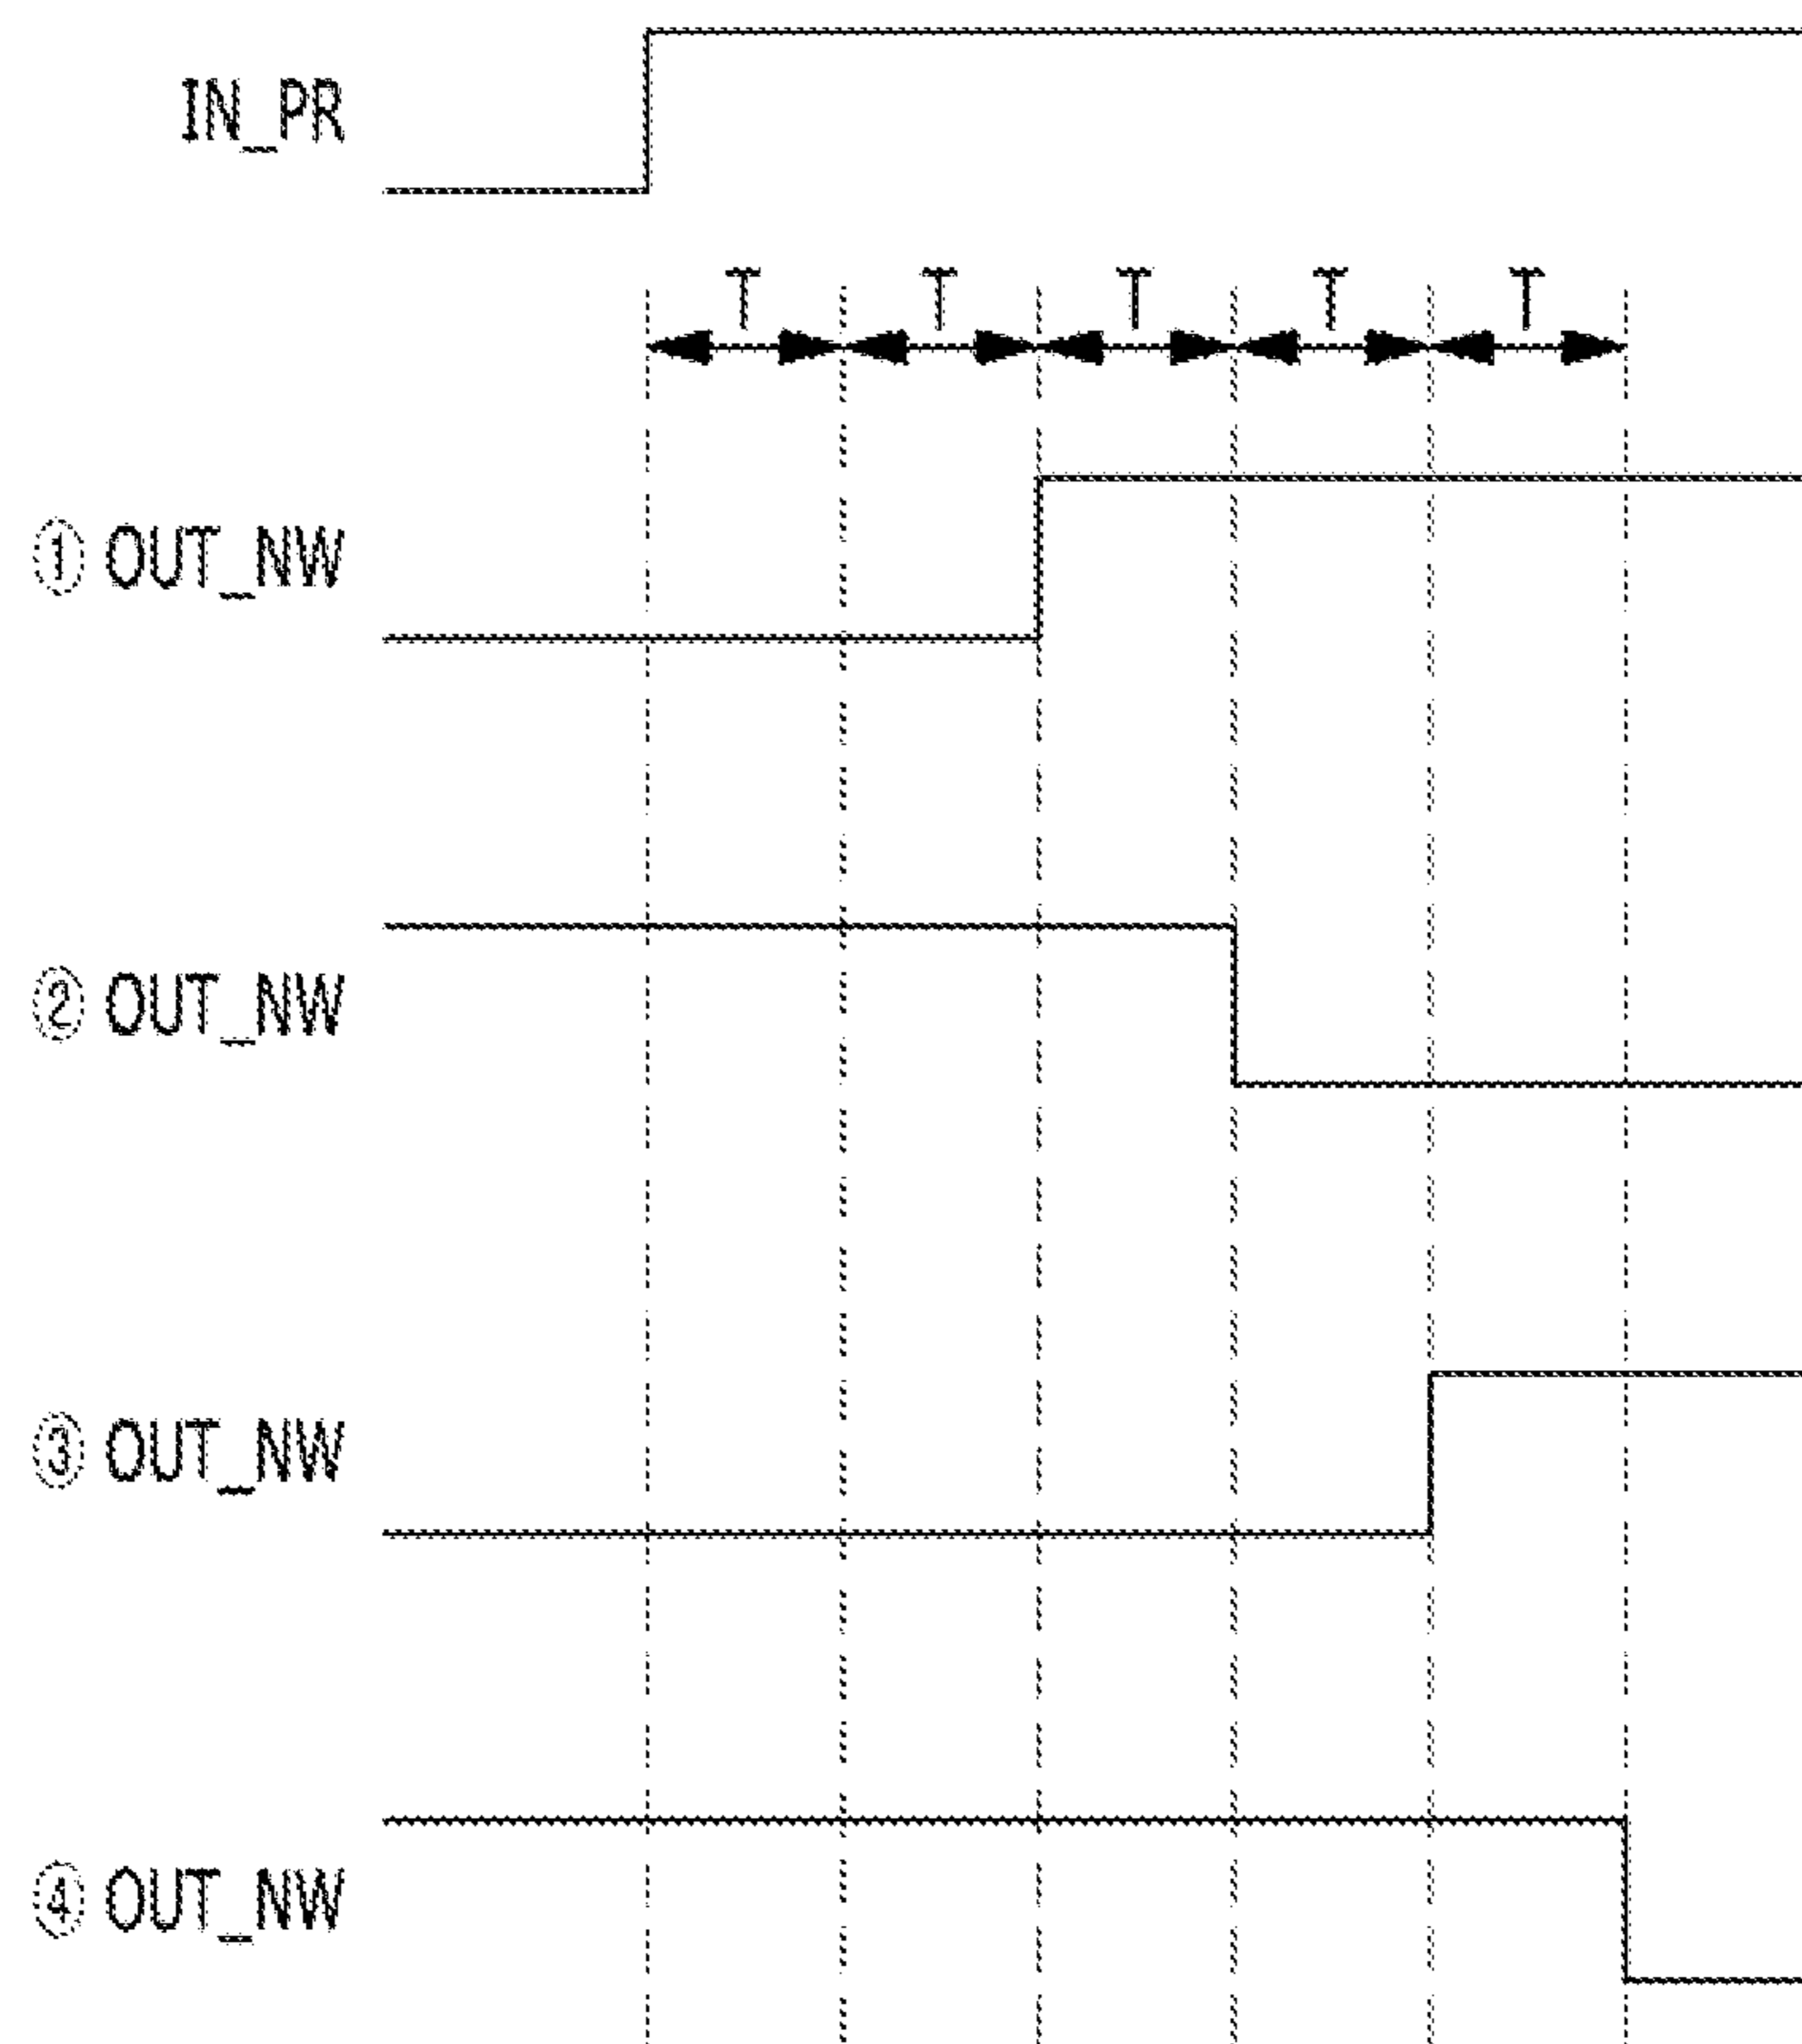 IN_PR
T T T T T
① OUT_NW
② OUT_NW
③ OUT_NW
④ OUT_NW